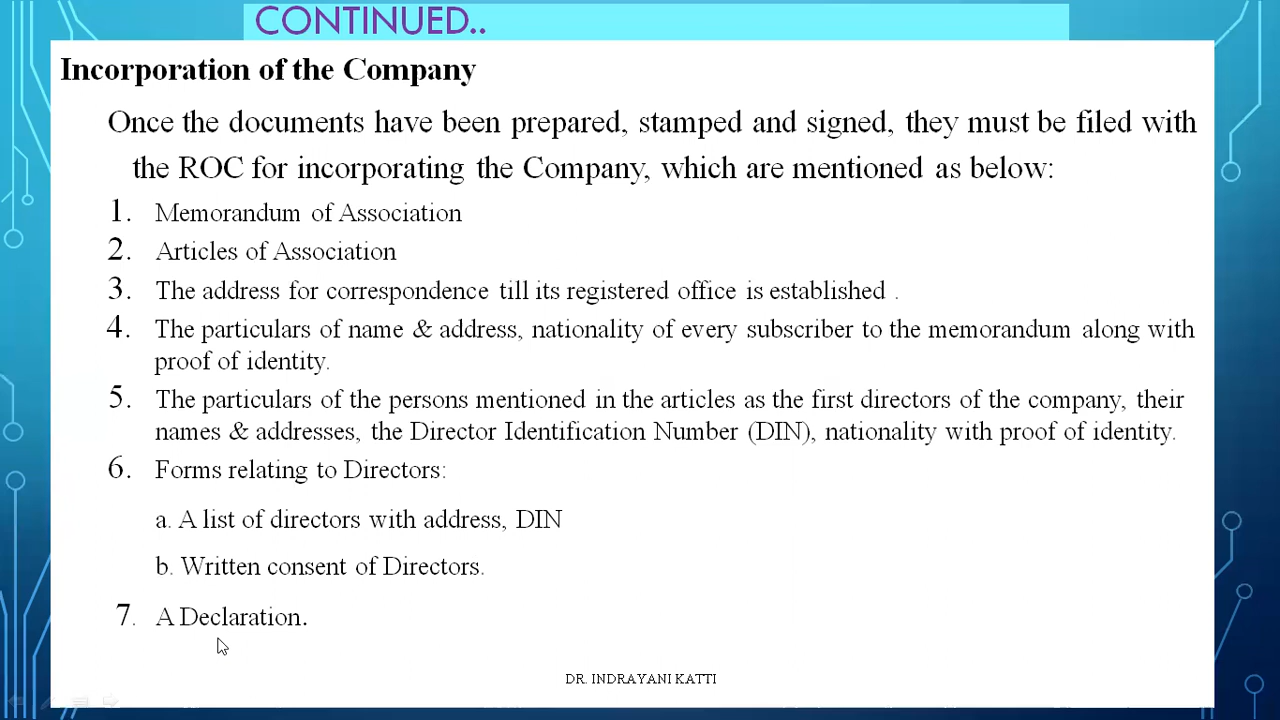 CONTINUED..
Incorporation of the Company
Once the documents have been prepared, stamped and signed, they must be filed with
the ROC for incorporating the Company, which are mentioned as below:
1. Memorandum of Association
2. Articles of Association
3. The address for correspondence till its registered office is established .
4. The particulars of name & address, nationality of every subscriber to the memorandum along with
proof of identity.
5. The particulars of the persons mentioned in the articles as the first directors of the company, their
names & addresses, the Director Identification Number (DIN), nationality with proof of identity.
6. Forms relating to Directors:
a. A list of directors with address, DIN
b. Written consent of Directors.
7. A Declaration.
DR. INDRAYANI KATTI